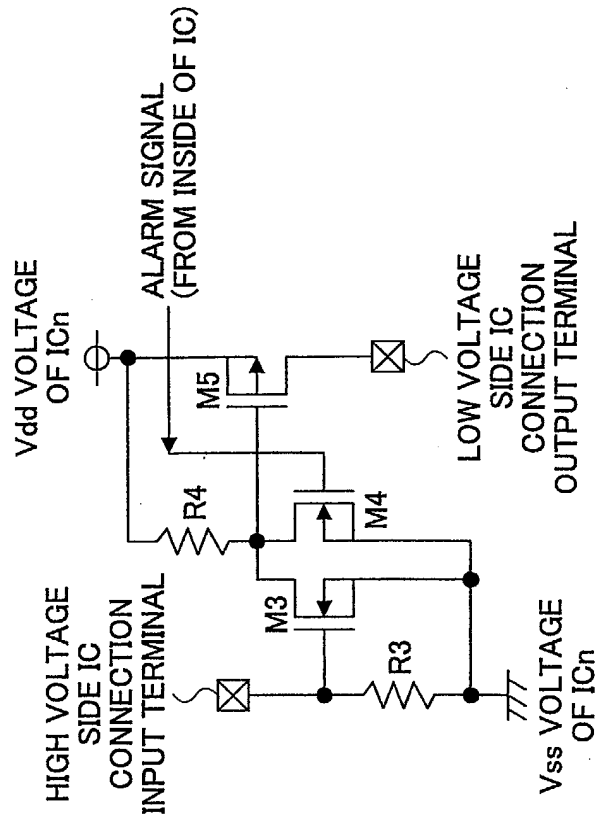 HIGH VOLTAGE
SIDE IC
CONNECTION
INPUT TERMINAL
Vdd VOLTAGE
OF ICn
ALARM SIGNAL
(FROM INSIDE OF IC)
R4
M5
M3
M4
R3
Vss VOLTAGE
OF ICn
LOW VOLTAGE
SIDE IC
CONNECTION
OUTPUT TERMINAL